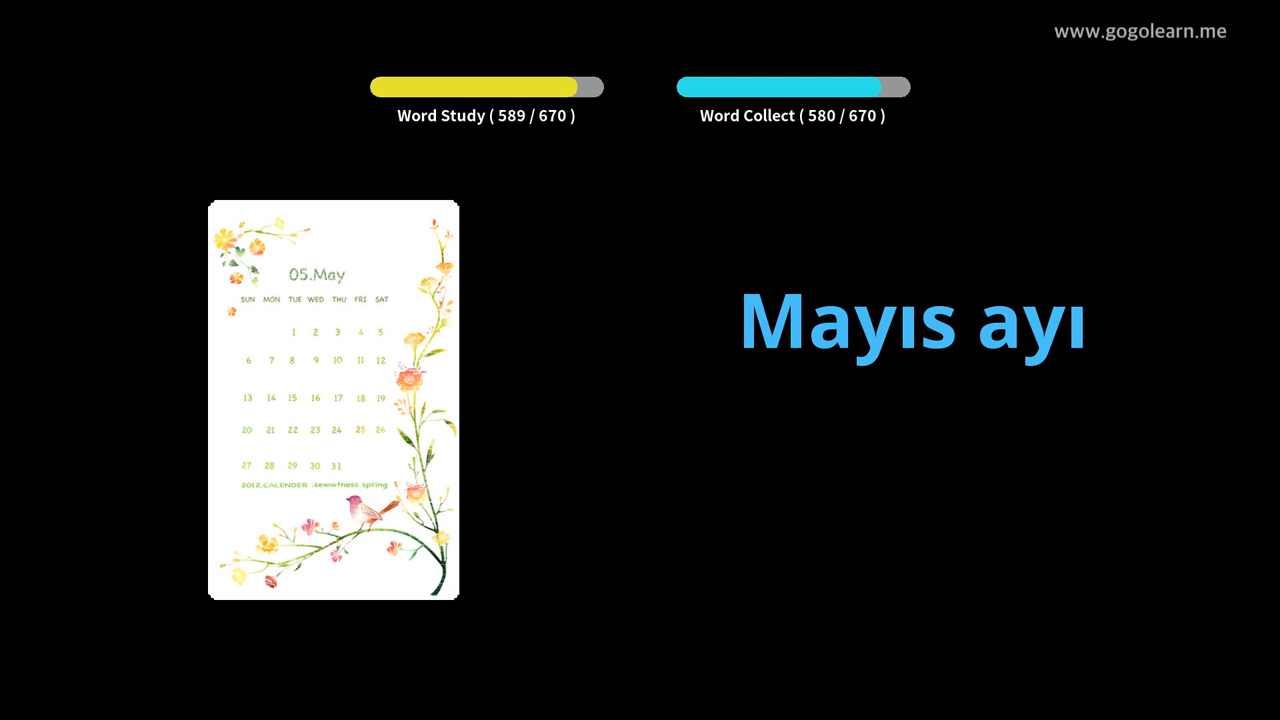 www.gogolearn.me
Word Study ( 589 / 670 )
Word Collect ( 580 / 670 )
05.May
SUN MON TUE WED THU FRI SAT
1 2 3 4 5
6 7 8 9 10 11 12
13 14 15 16 17 18 19
20 21 22 23 24 25 26
27 28 29 30 31
2012.CALENDER .sewwtness spring
Mayıs ayı